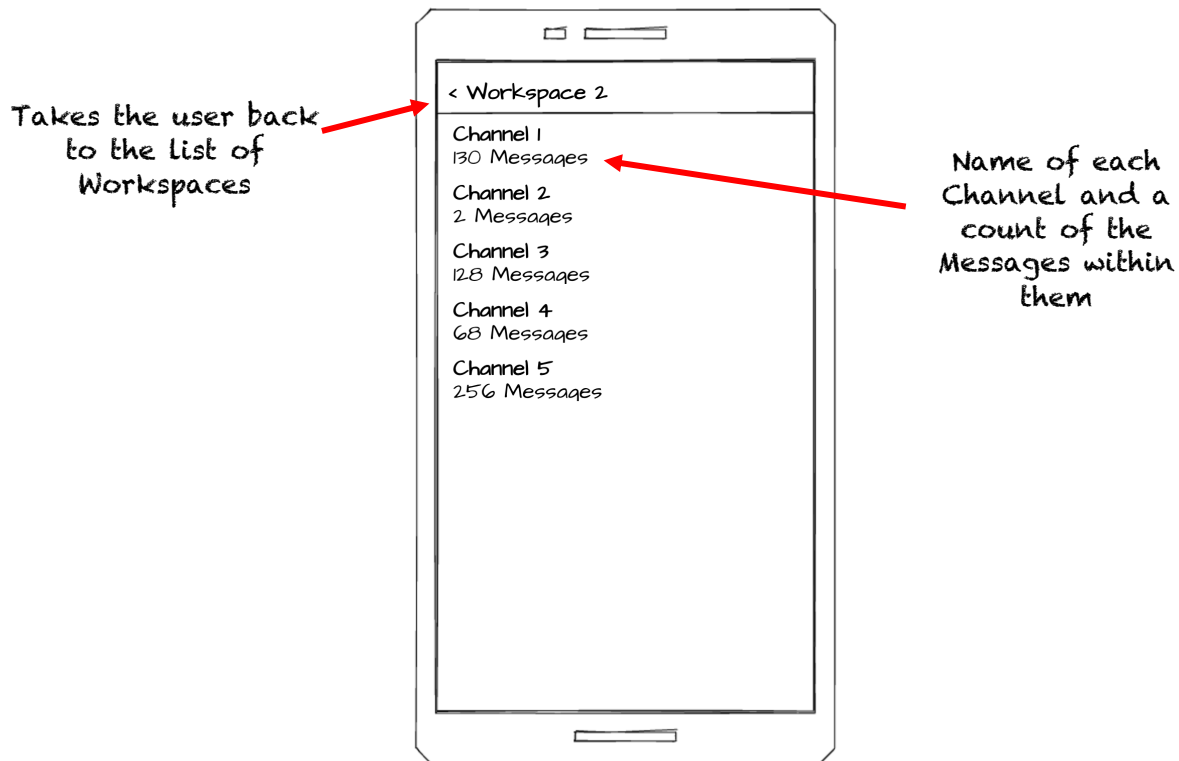 Takes the user back
to the list of
Workspaces
< Workspace 2
Channel 1
130 Messages
Channel 2
2 Messages
Channel 3
128 Messages
Channel 4
68 Messages
Channel 5
256 Messages
Name of each
Channel and a
count of the
Messages within
them